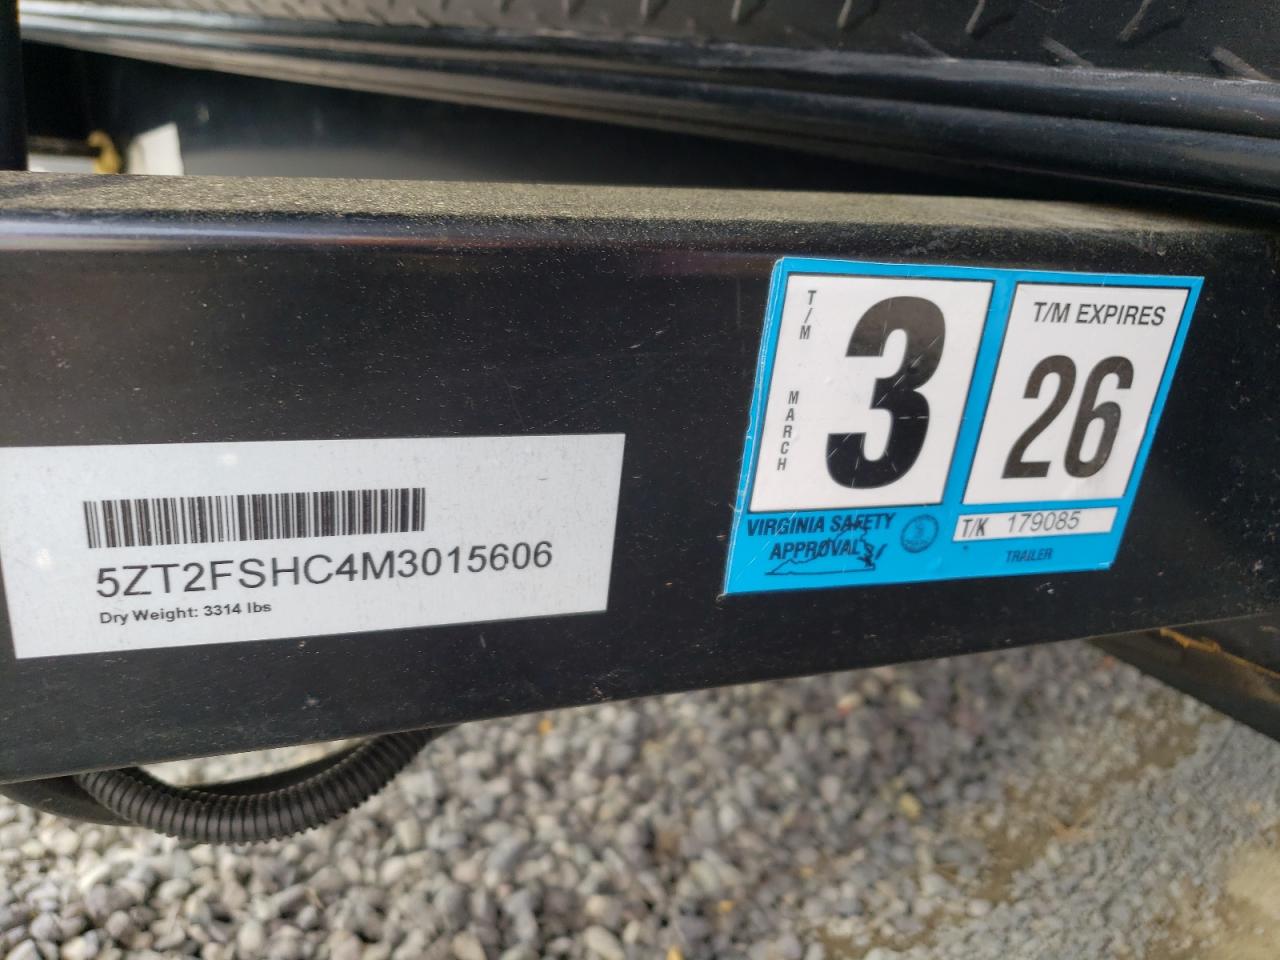 5ZT2FSHC4M3015606
Dry Weight: 3314 lbs
T/M
MARCH
3
T/M EXPIRES
26
VIRGINIA SAFETY
APPROVAL
T/K 179085
TRAILER